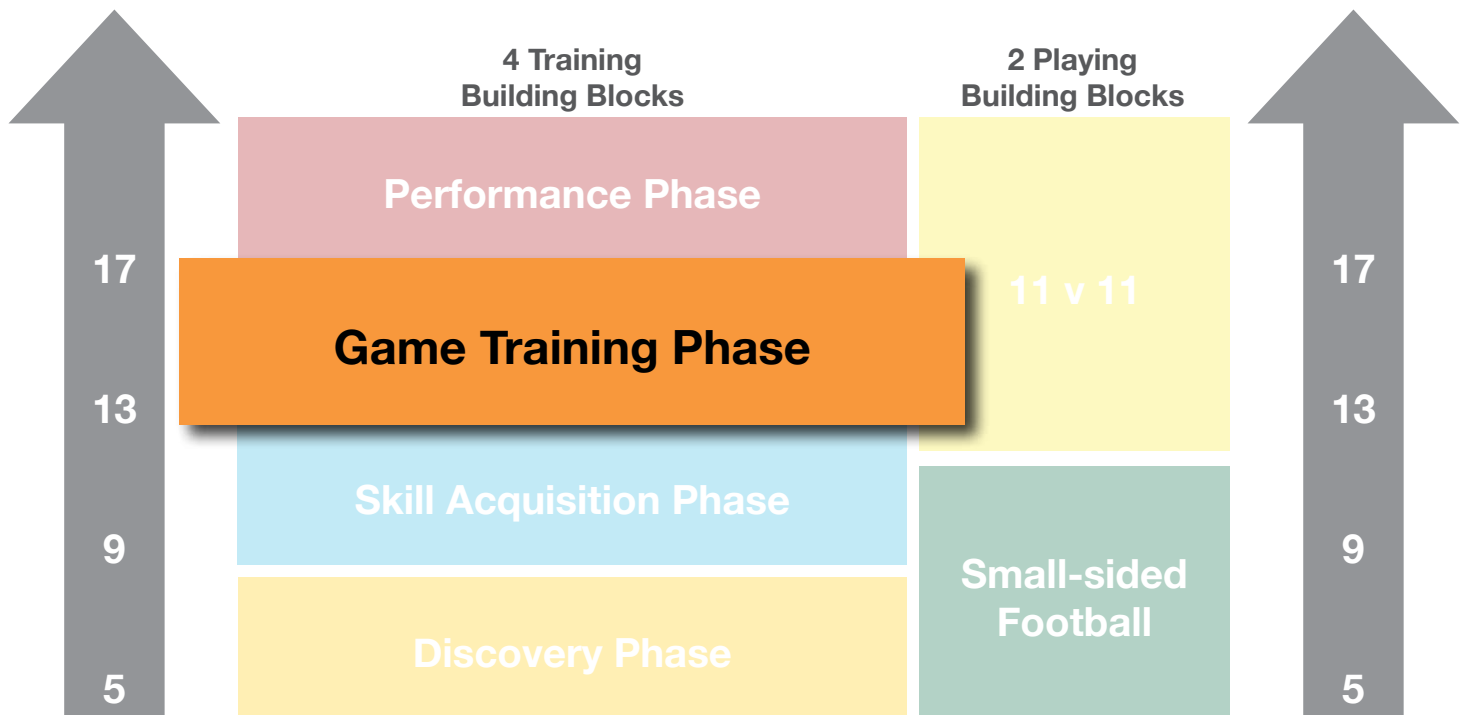 4 Training
Building Blocks
2 Playing
Building Blocks
Performance Phase
17
11 v 11
17
Game Training Phase
13
13
Skill Acquisition Phase
9
Small-sided
Football
9
Discovery Phase
5
5